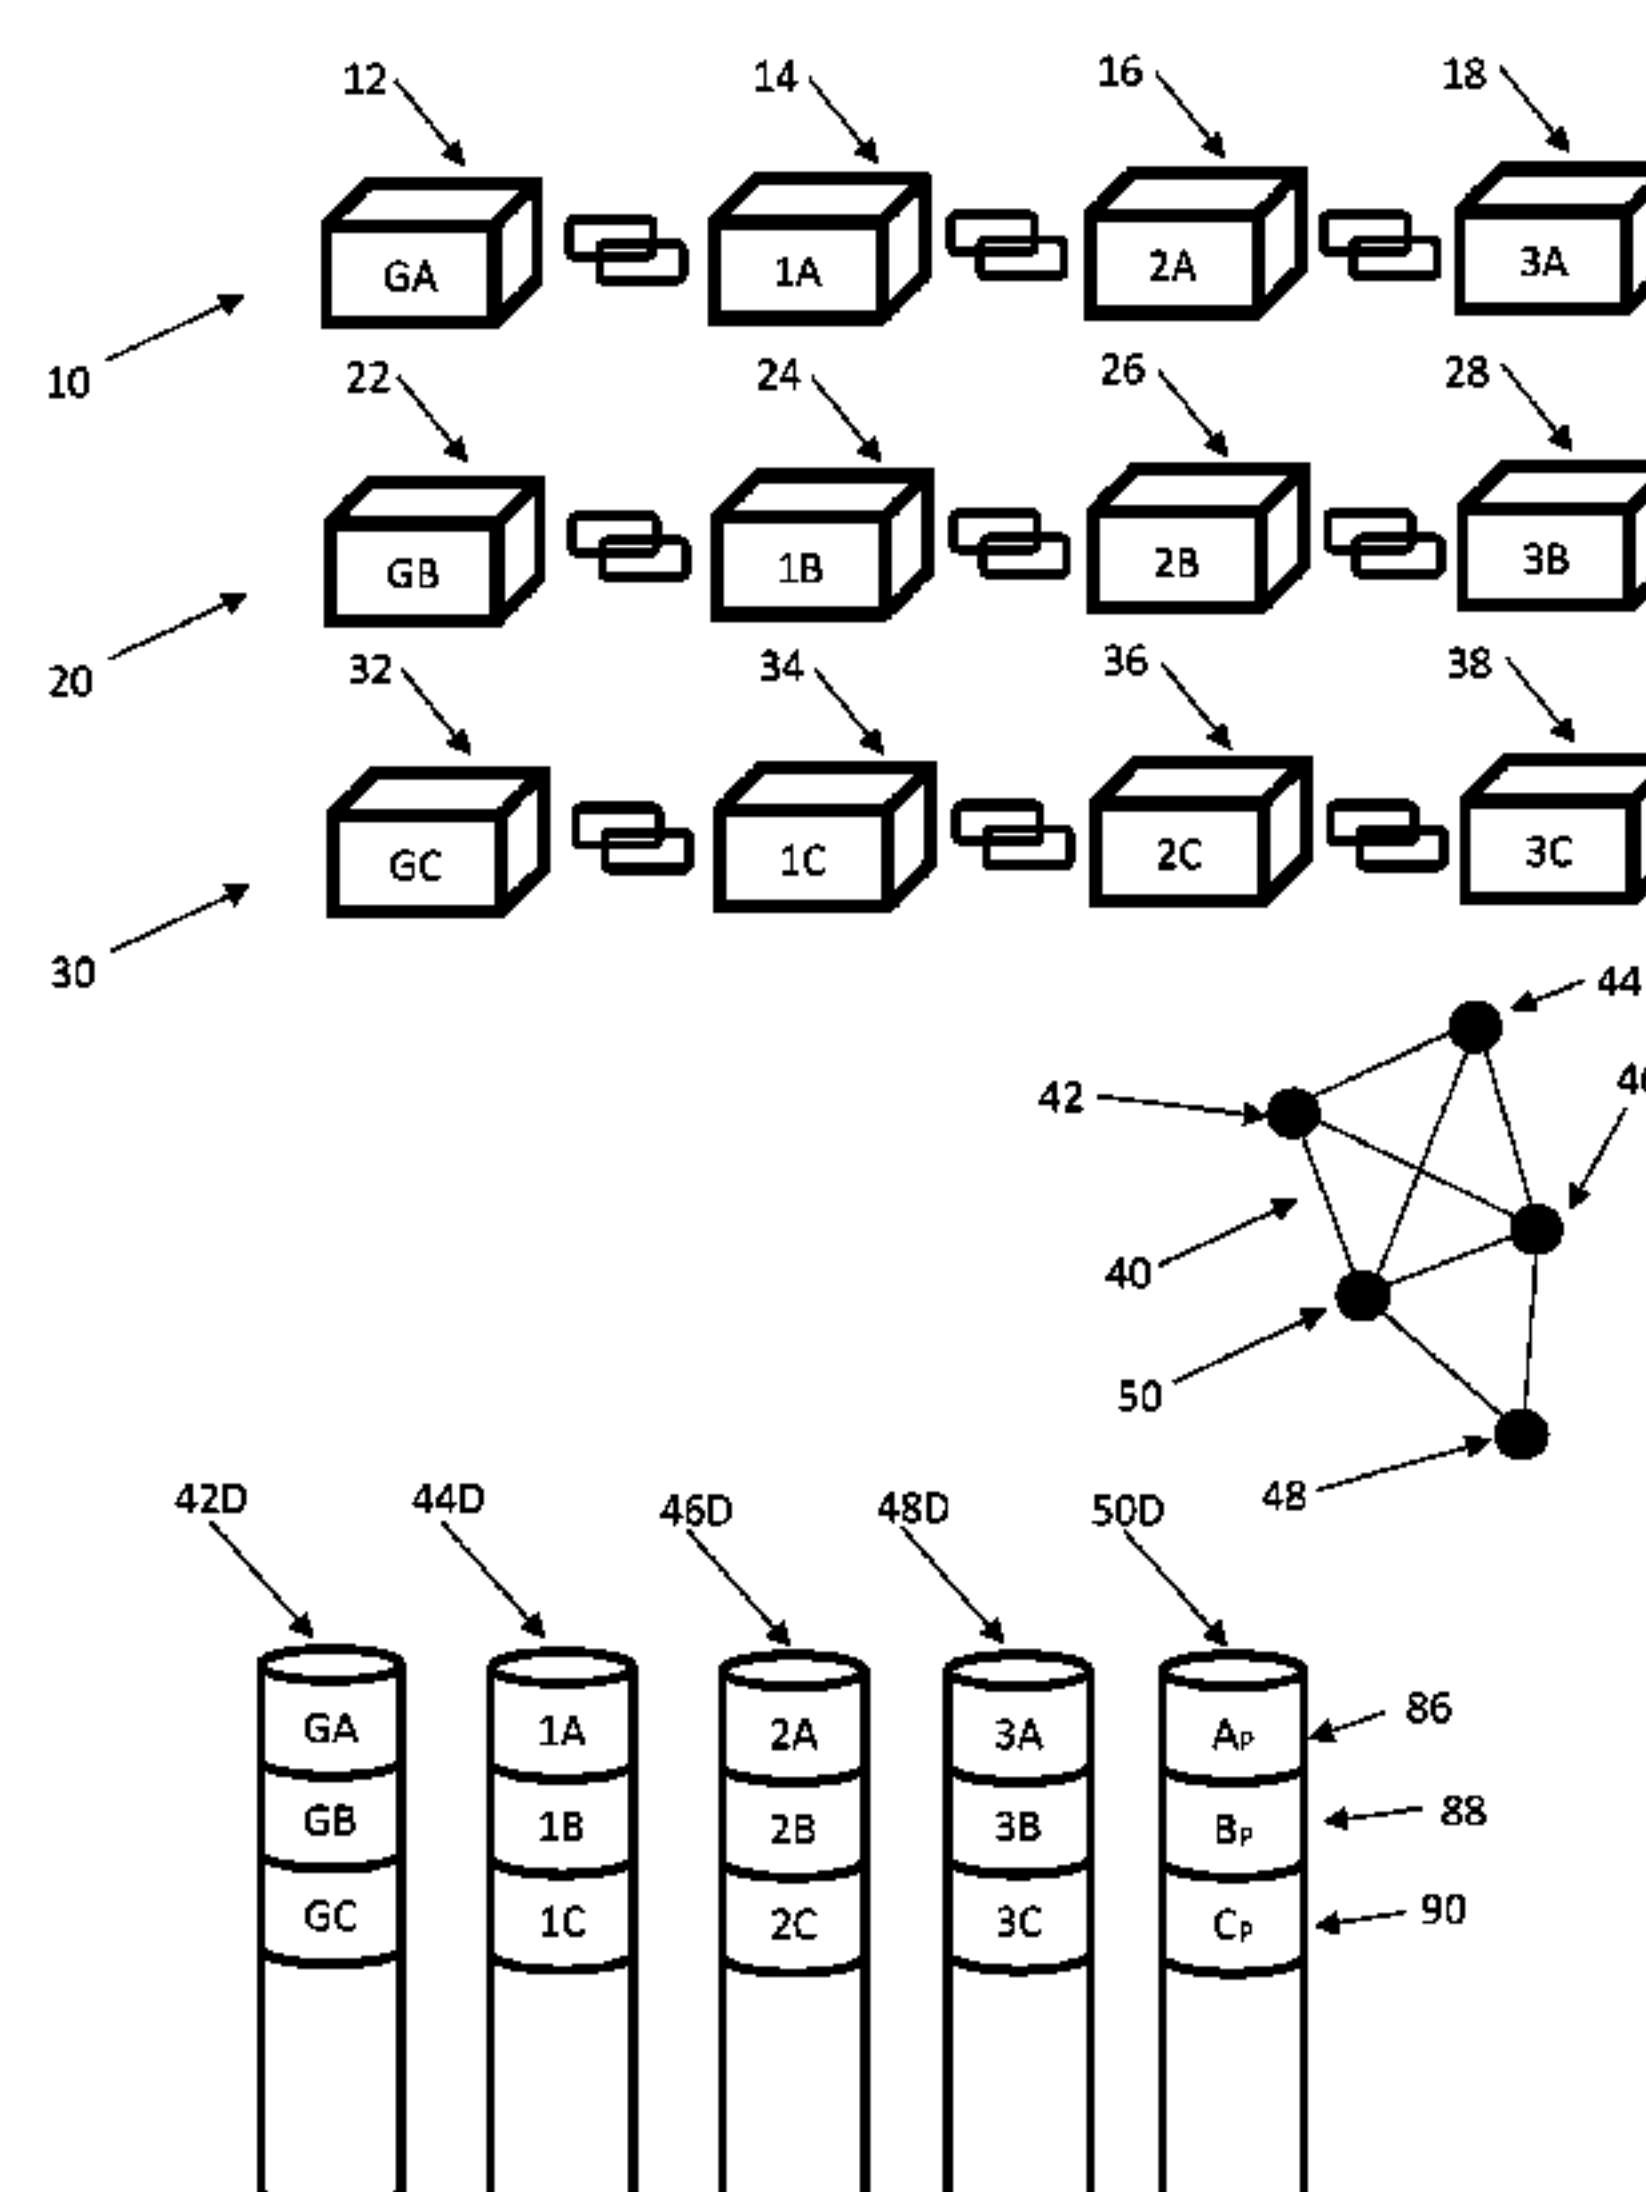 12 14 16 18
GA 1A 2A 3A
10
22 24 26 28
GB 1B 2B 3B
20
32 34 36 38
GC 1C 2C 3C
30
44
42
40
50
48
42D 44D 46D 48D 50D
GA 1A 2A 3A Ap 86
GB 1B 2B 3B Bp 88
GC 1C 2C 3C Cp 90